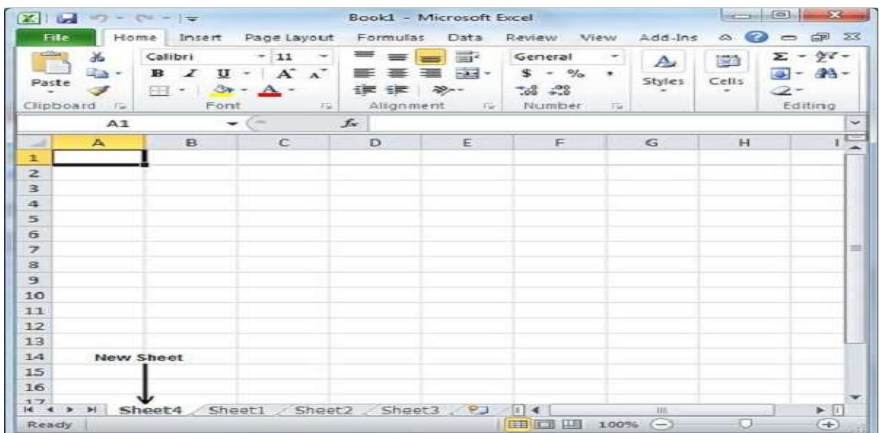 Book1 - Microsoft Excel
File Home Insert Page Layout Formulas Data Review View Add-Ins
Paste Calibri 11 General Styles Cells
B I U A A $ % ,
Clipboard Font Alignment Number Editing
A1 fx
A B C D E F G H I
1
2
3
4
5
6
7
8
9
10
11
12
13
14 New Sheet
15
16
17
Sheet4 Sheet1 Sheet2 Sheet3
Ready 100%